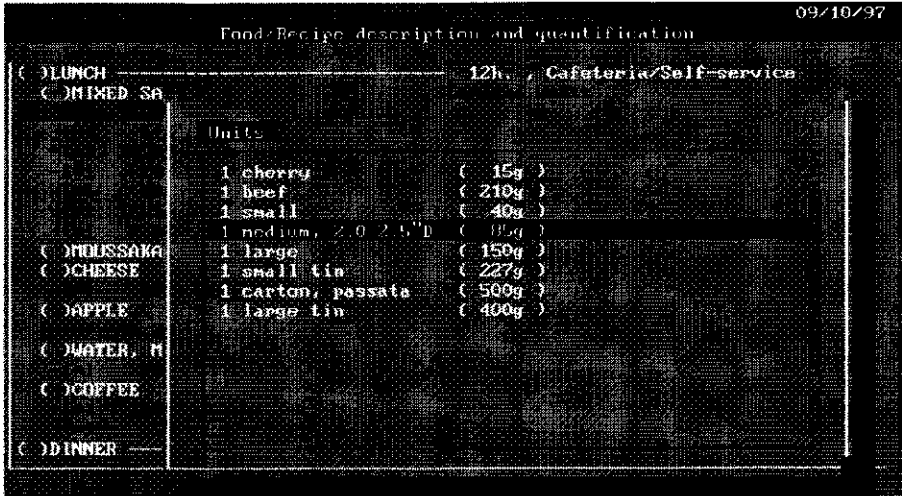 09/10/97
Food/Recipe description and quantification
( )LUNCH 12h. , Cafeteria/Self-service
( )MIXED SA
Units
1 cherry ( 15g )
1 beef ( 210g )
1 small ( 40g )
1 medium, 2.0-2.5"D ( 85g )
( )MOUSSAKA 1 large ( 150g )
( )CHEESE 1 small tin ( 227g )
1 carton, passata ( 500g )
( )APPLE 1 large tin ( 400g )
( )WATER, M
( )COFFEE
( )DINNER